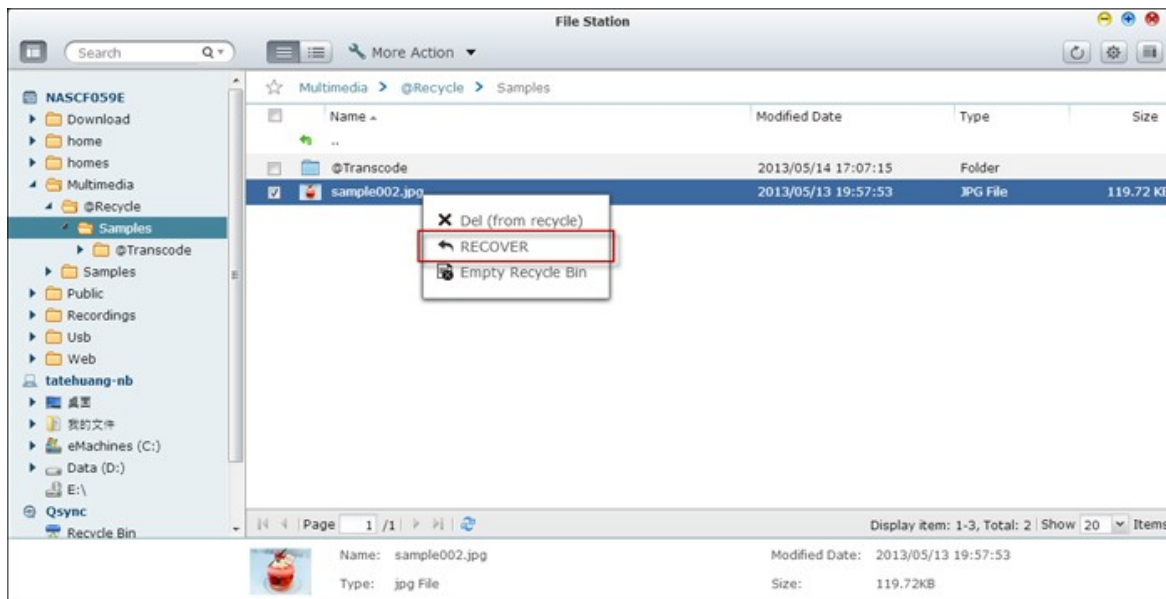 File Station
Search
More Action
NASCF059E
Download
home
homes
Multimedia
@Recycle
Samples
@Transcode
Samples
Public
Recordings
Usb
Web
tatehuang-nb
桌面
我的文件
eMachines (C:)
Data (D:)
E:\
Qsync
Recycle Bin
Multimedia > @Recycle > Samples
Name Modified Date Type Size
..
@Transcode 2013/05/14 17:07:15 Folder
sample002.jpg 2013/05/13 19:57:53 JPG File 119.72 KB
Del (from recycle)
RECOVER
Empty Recycle Bin
Page 1 /1 Display item: 1-3, Total: 2 Show 20 Items
Name: sample002.jpg Modified Date: 2013/05/13 19:57:53
Type: jpg File Size: 119.72KB